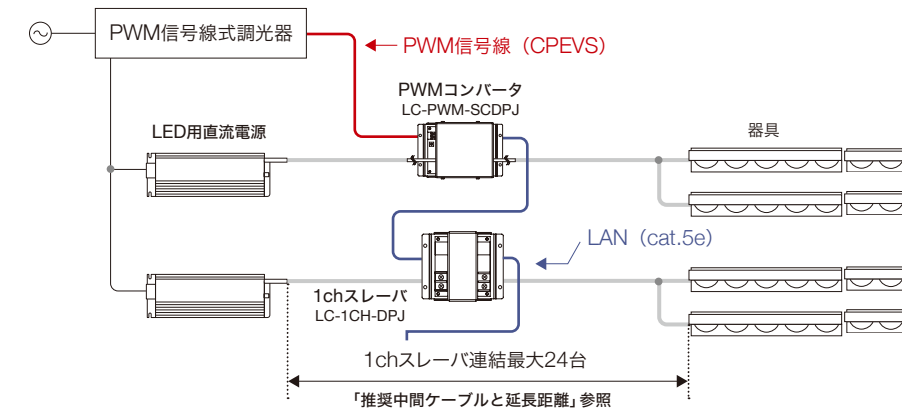 PWM信号線式調光器
PWM信号線（CPEVS）
PWMコンバータ
LC-PWM-SCDPJ
LED用直流電源
器具
LAN（cat.5e）
1chスレーバ
LC-1CH-DPJ
1chスレーバ連結最大24台
「推奨中間ケーブルと延長距離」参照